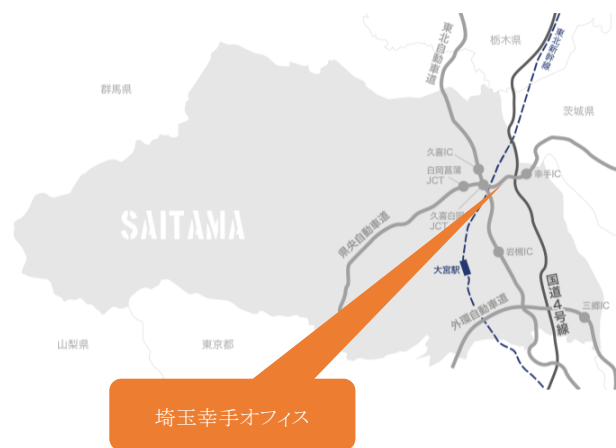 栃木県
東北自動車道
東北新幹線
群馬県
茨城県
久喜IC
白岡菖蒲
JCT
幸手IC
SAITAMA
久喜白岡
JCT
県央自動車道
岩槻IC
大宮駅
国道4号線
三郷IC
外環自動車道
山梨県
東京都
埼玉幸手オフィス